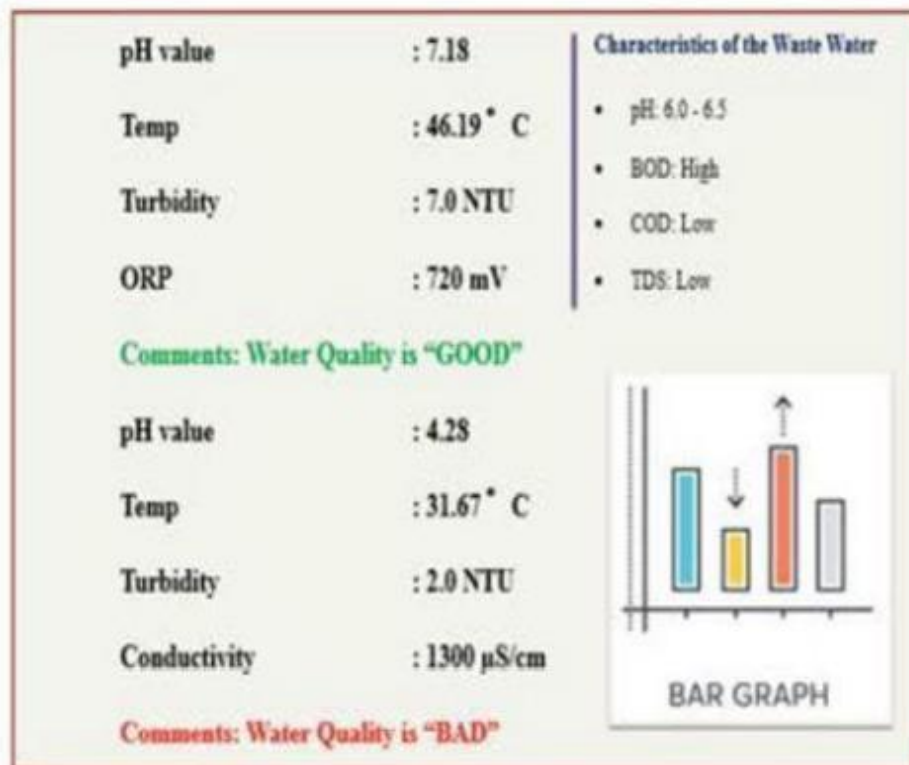 pH value : 7.18
Temp : 46.19° C
Turbidity : 7.0 NTU
ORP : 720 mV
Comments: Water Quality is “GOOD”
pH value : 4.28
Temp : 31.67° C
Turbidity : 2.0 NTU
Conductivity : 1300 µS/cm
Comments: Water Quality is “BAD”
Characteristics of the Waste Water
• pH: 6.0 - 6.5
• BOD: High
• COD: Low
• TDS: Low
BAR GRAPH